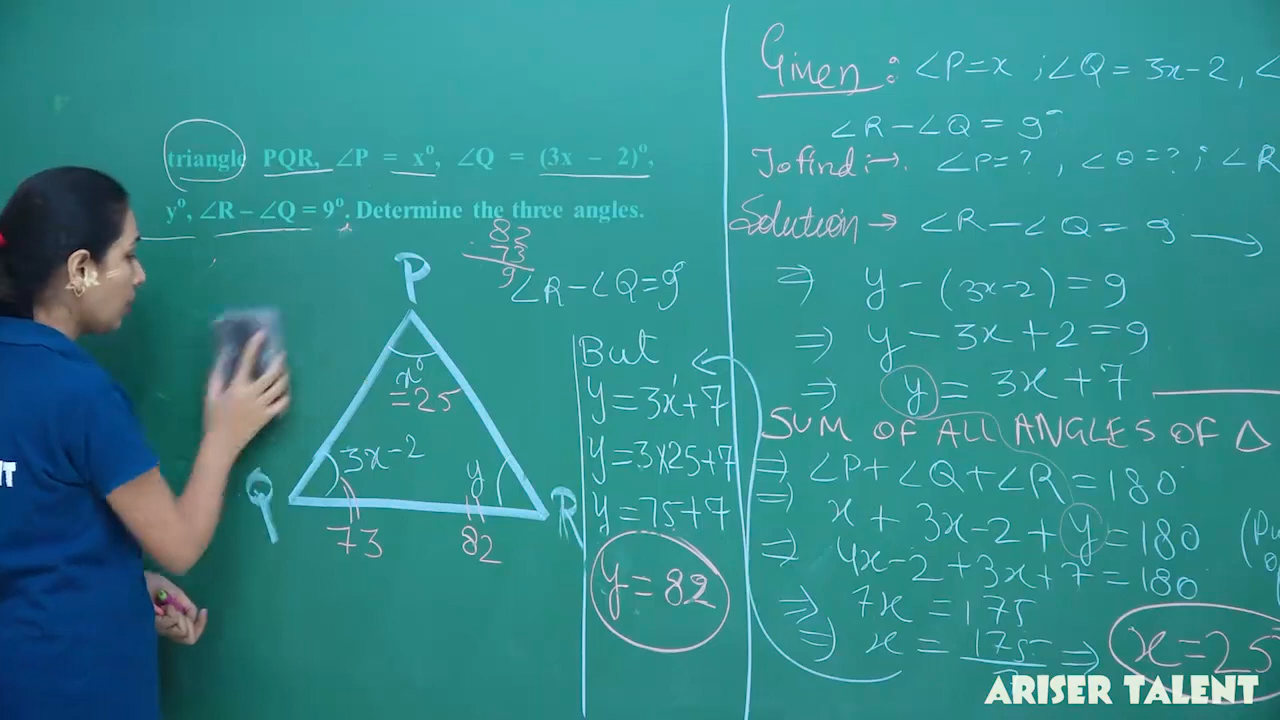 triangle PQR, ∠P = x°, ∠Q = (3x – 2)°,
y°, ∠R – ∠Q = 9°. Determine the three angles.
82
- 73
9
∠R-∠Q=9°
P
x°
=25
3x-2
y
Q
R
73
82
But
y=3x+7
y=3x25+7
y=75+7
y=82
Given : ∠P=x ; ∠Q=3x-2, ∠
∠R-∠Q=9°
To find :→ ∠P=? , ∠Q=? ; ∠R
Solution → ∠R-∠Q=9 →
⇒ y-(3x-2)=9
⇒ y-3x+2=9
⇒ y=3x+7
SUM OF ALL ANGLES OF Δ
⇒ ∠P+∠Q+∠R=180
⇒ x+3x-2+y=180
⇒ 4x-2+3x+7=180
⇒ 7x=175
⇒ x=175 ⇒ x=25
NT
ARISER TALENT